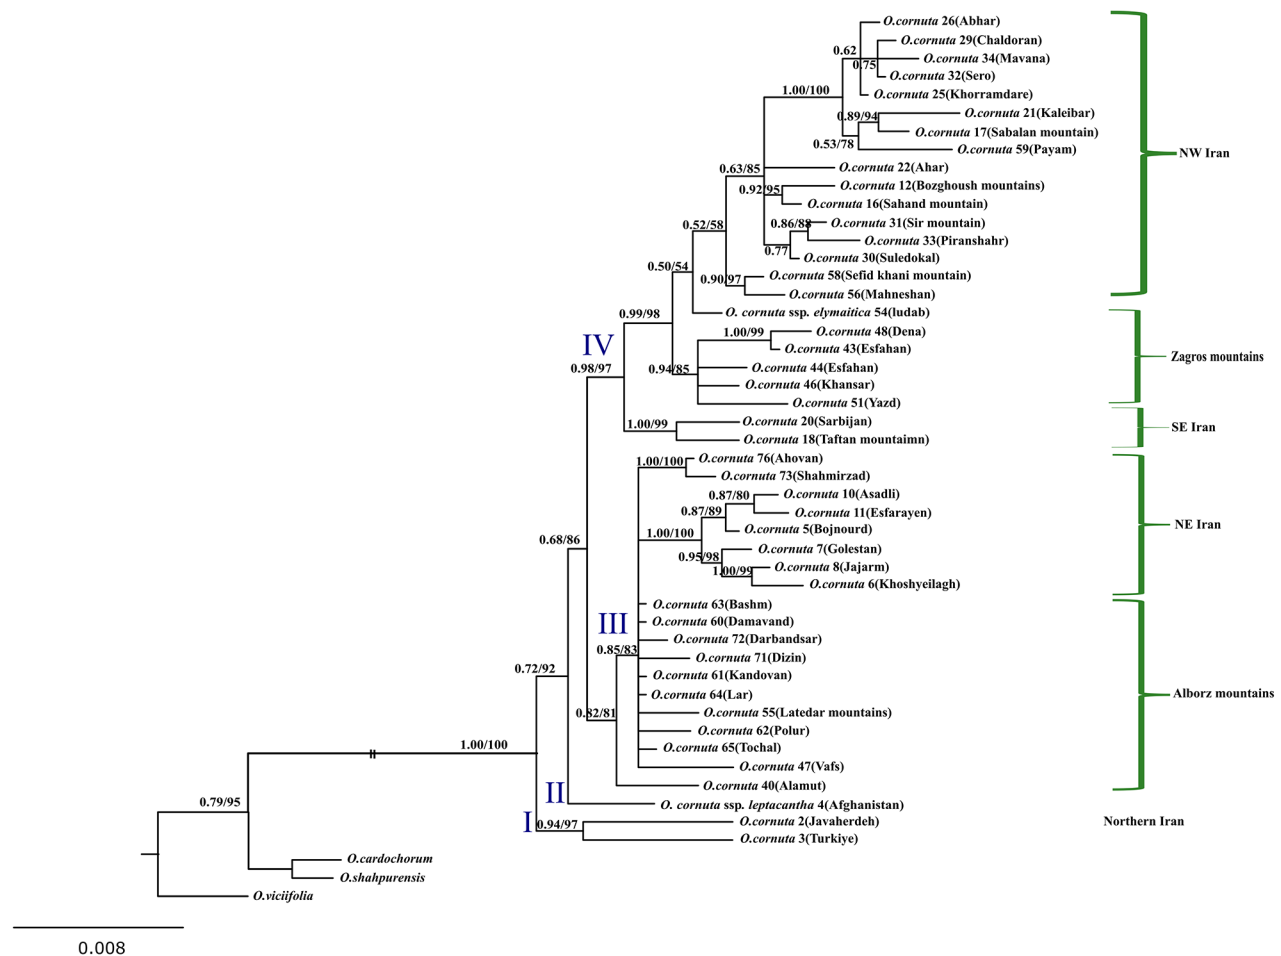 O.cornuta 26(Abhar)
O.cornuta 29(Chaldoran)
0.62
O.cornuta 34(Mavana)
0.75
O.cornuta 32(Sero)
1.00/100
O.cornuta 25(Khorramdare)
O.cornuta 21(Kaleibar)
0.89/94
O.cornuta 17(Sabalan mountain)
0.53/78
O.cornuta 59(Payam)
NW Iran
0.63/85
O.cornuta 22(Ahar)
O.cornuta 12(Bozghoush mountains)
0.92/95
O.cornuta 16(Sahand mountain)
0.52/58
0.86/88
O.cornuta 31(Sir mountain)
O.cornuta 33(Piranshahr)
0.77
O.cornuta 30(Suledokal)
0.50/54
O.cornuta 58(Sefid khani mountain)
0.90/97
O.cornuta 56(Mahneshan)
0.99/98
O. cornuta ssp. elymaitica 54(ludab)
1.00/99
O.cornuta 48(Dena)
IV
O.cornuta 43(Esfahan)
Zagros mountains
0.98/97
0.94/85
O.cornuta 44(Esfahan)
O.cornuta 46(Khansar)
O.cornuta 51(Yazd)
1.00/99
O.cornuta 20(Sarbijan)
SE Iran
O.cornuta 18(Taftan mountaimn)
1.00/100
O.cornuta 76(Ahovan)
O.cornuta 73(Shahmirzad)
0.87/80
O.cornuta 10(Asadli)
0.87/89
O.cornuta 11(Esfarayen)
NE Iran
1.00/100
O.cornuta 5(Bojnourd)
0.68/86
O.cornuta 7(Golestan)
0.95/98
O.cornuta 8(Jajarm)
1.00/99
O.cornuta 6(Khoshyeilagh)
O.cornuta 63(Bashm)
III
O.cornuta 60(Damavand)
O.cornuta 72(Darbandsar)
0.85/83
O.cornuta 71(Dizin)
0.72/92
O.cornuta 61(Kandovan)
O.cornuta 64(Lar)
Alborz mountains
0.82/81
O.cornuta 55(Latedar mountains)
O.cornuta 62(Polur)
1.00/100
O.cornuta 65(Tochal)
O.cornuta 47(Vafs)
O.cornuta 40(Alamut)
II
0.79/95
O. cornuta ssp. leptacantha 4(Afghanistan)
I
0.94/97
O.cornuta 2(Javaherdeh)
Northern Iran
O.cornuta 3(Turkiye)
O.cardochorum
O.shahpurensis
O.viciifolia
0.008